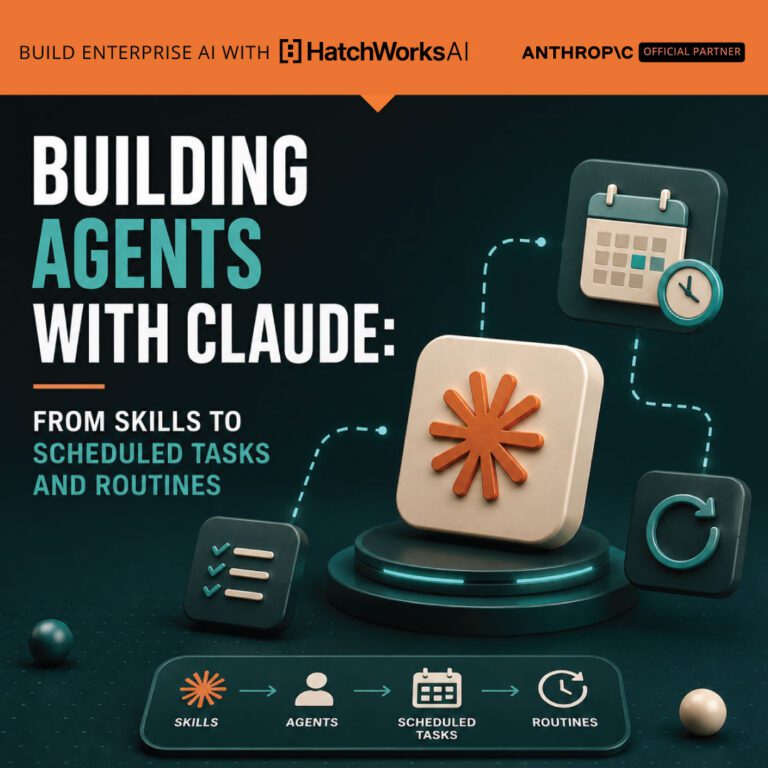 BUILD ENTERPRISE AI WITH HatchWorksAI
ANTHROP\C OFFICIAL PARTNER
BUILDING
AGENTS
WITH CLAUDE:
FROM SKILLS TO
SCHEDULED TASKS
AND ROUTINES
SKILLS
AGENTS
SCHEDULED
TASKS
ROUTINES